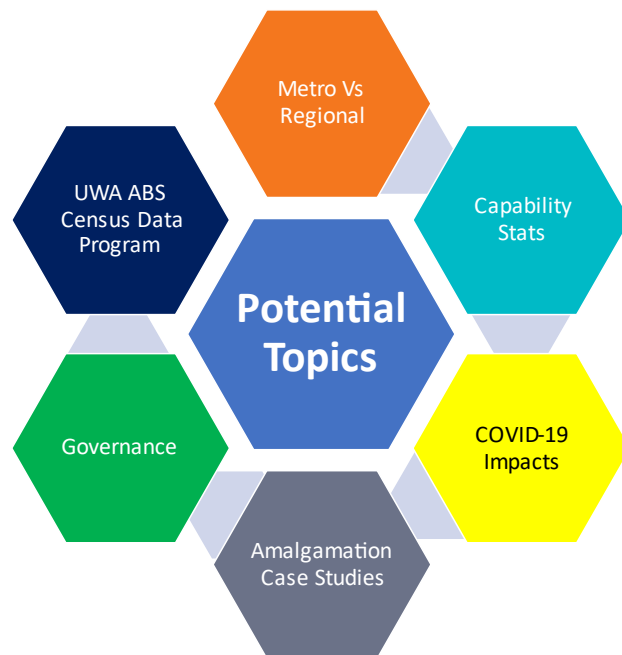 Metro Vs
Regional
UWA ABS
Census Data
Program
Capability
Stats
Potential
Topics
Governance
COVID-19
Impacts
Amalgamation
Case Studies